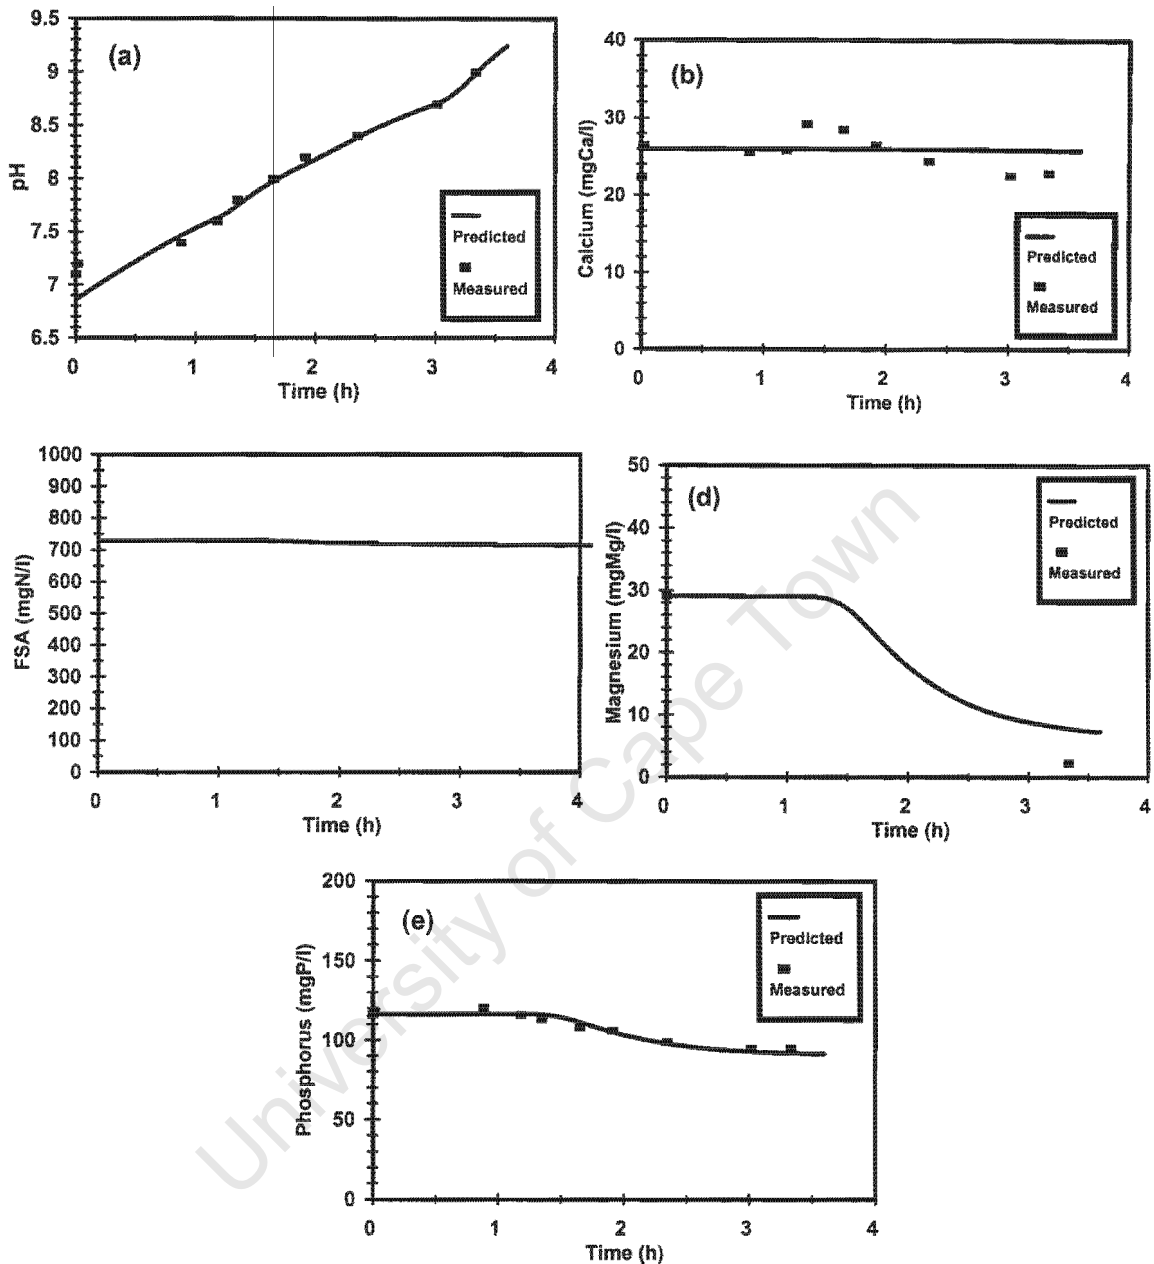 (a)
9.5
9
8.5
8
7.5
7
6.5
pH
0 1 2 3 4
Time (h)
Predicted
Measured
(b)
40
30
20
10
0
Calcium (mgCa/l)
0 1 2 3 4
Time (h)
Predicted
Measured
1000
900
800
700
600
500
400
300
200
100
0
FSA (mgN/l)
0 1 2 3 4
Time (h)
(d)
50
40
30
20
10
0
Magnesium (mgMg/l)
0 1 2 3 4
Time (h)
Predicted
Measured
(e)
200
150
100
50
0
Phosphorus (mgP/l)
0 1 2 3 4
Time (h)
Predicted
Measured
University of Cape Town